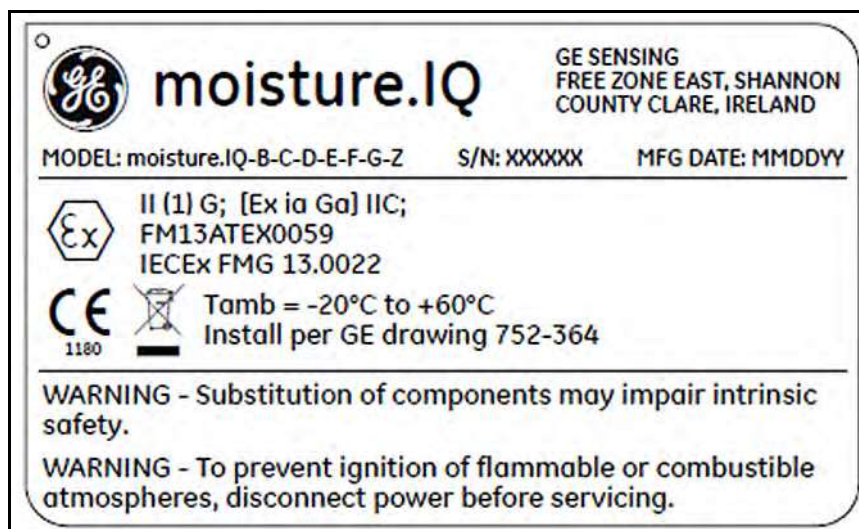 GE moisture.IQ
GE SENSING
FREE ZONE EAST, SHANNON
COUNTY CLARE, IRELAND
MODEL: moisture.IQ-B-C-D-E-F-G-Z S/N: XXXXXX MFG DATE: MMDDYY
Ex
II (1) G; [Ex ia Ga] IIC;
FM13ATEX0059
IECEx FMG 13.0022
CE
1180
Tamb = -20°C to +60°C
Install per GE drawing 752-364
WARNING - Substitution of components may impair intrinsic
safety.
WARNING - To prevent ignition of flammable or combustible
atmospheres, disconnect power before servicing.